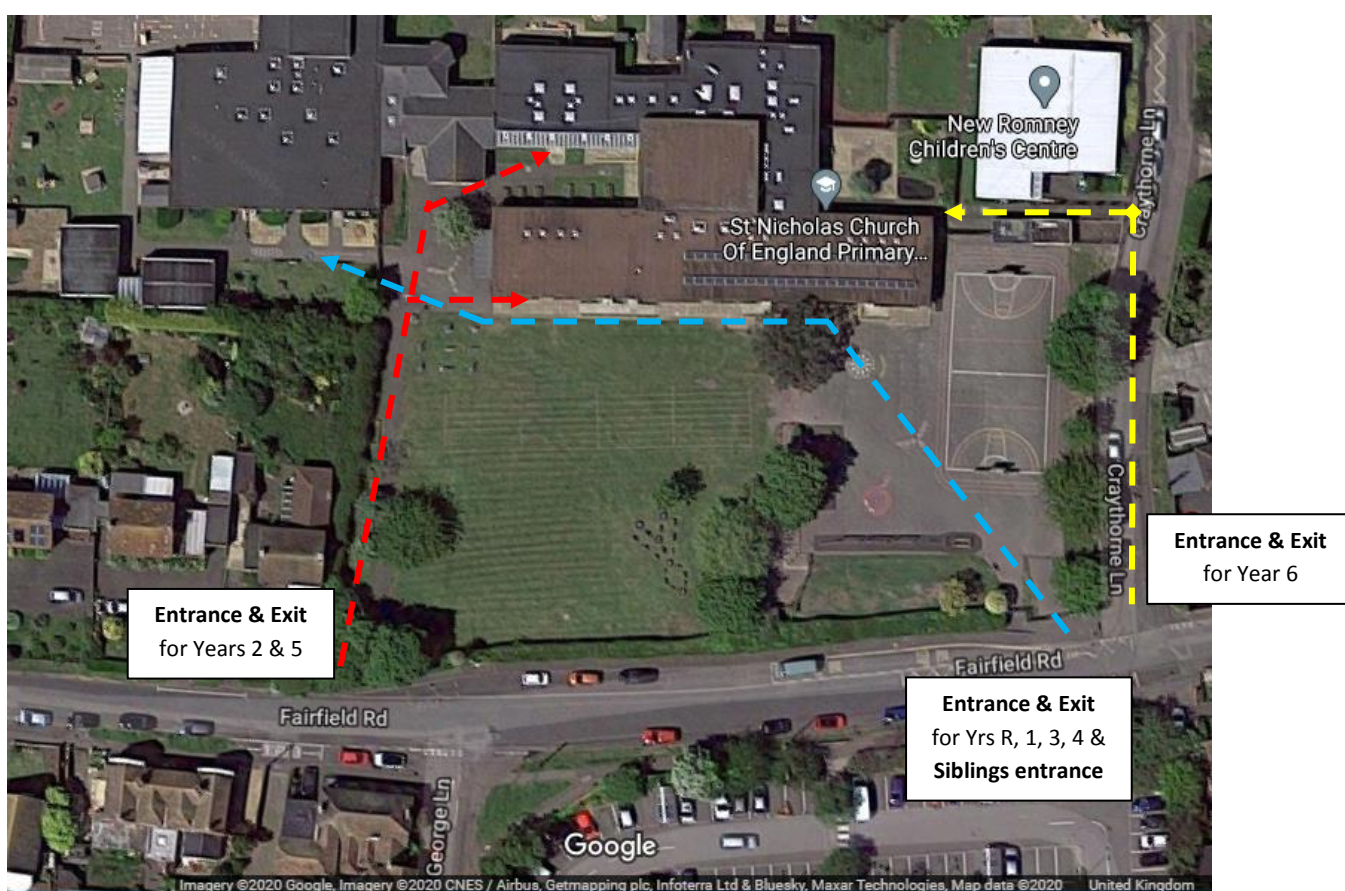 New Romney
Children's Centre
Craythorne Ln
St Nicholas Church
Of England Primary...
Craythorne Ln
Entrance & Exit
for Year 6
Entrance & Exit
for Years 2 & 5
Fairfield Rd
Entrance & Exit
for Yrs R, 1, 3, 4 &
Siblings entrance
Fairfield Rd
George Ln
Google
Imagery ©2020 Google, Imagery ©2020 CNES / Airbus, Getmapping plc, Infoterra Ltd & Bluesky, Maxar Technologies, Map data ©2020 United Kingdom